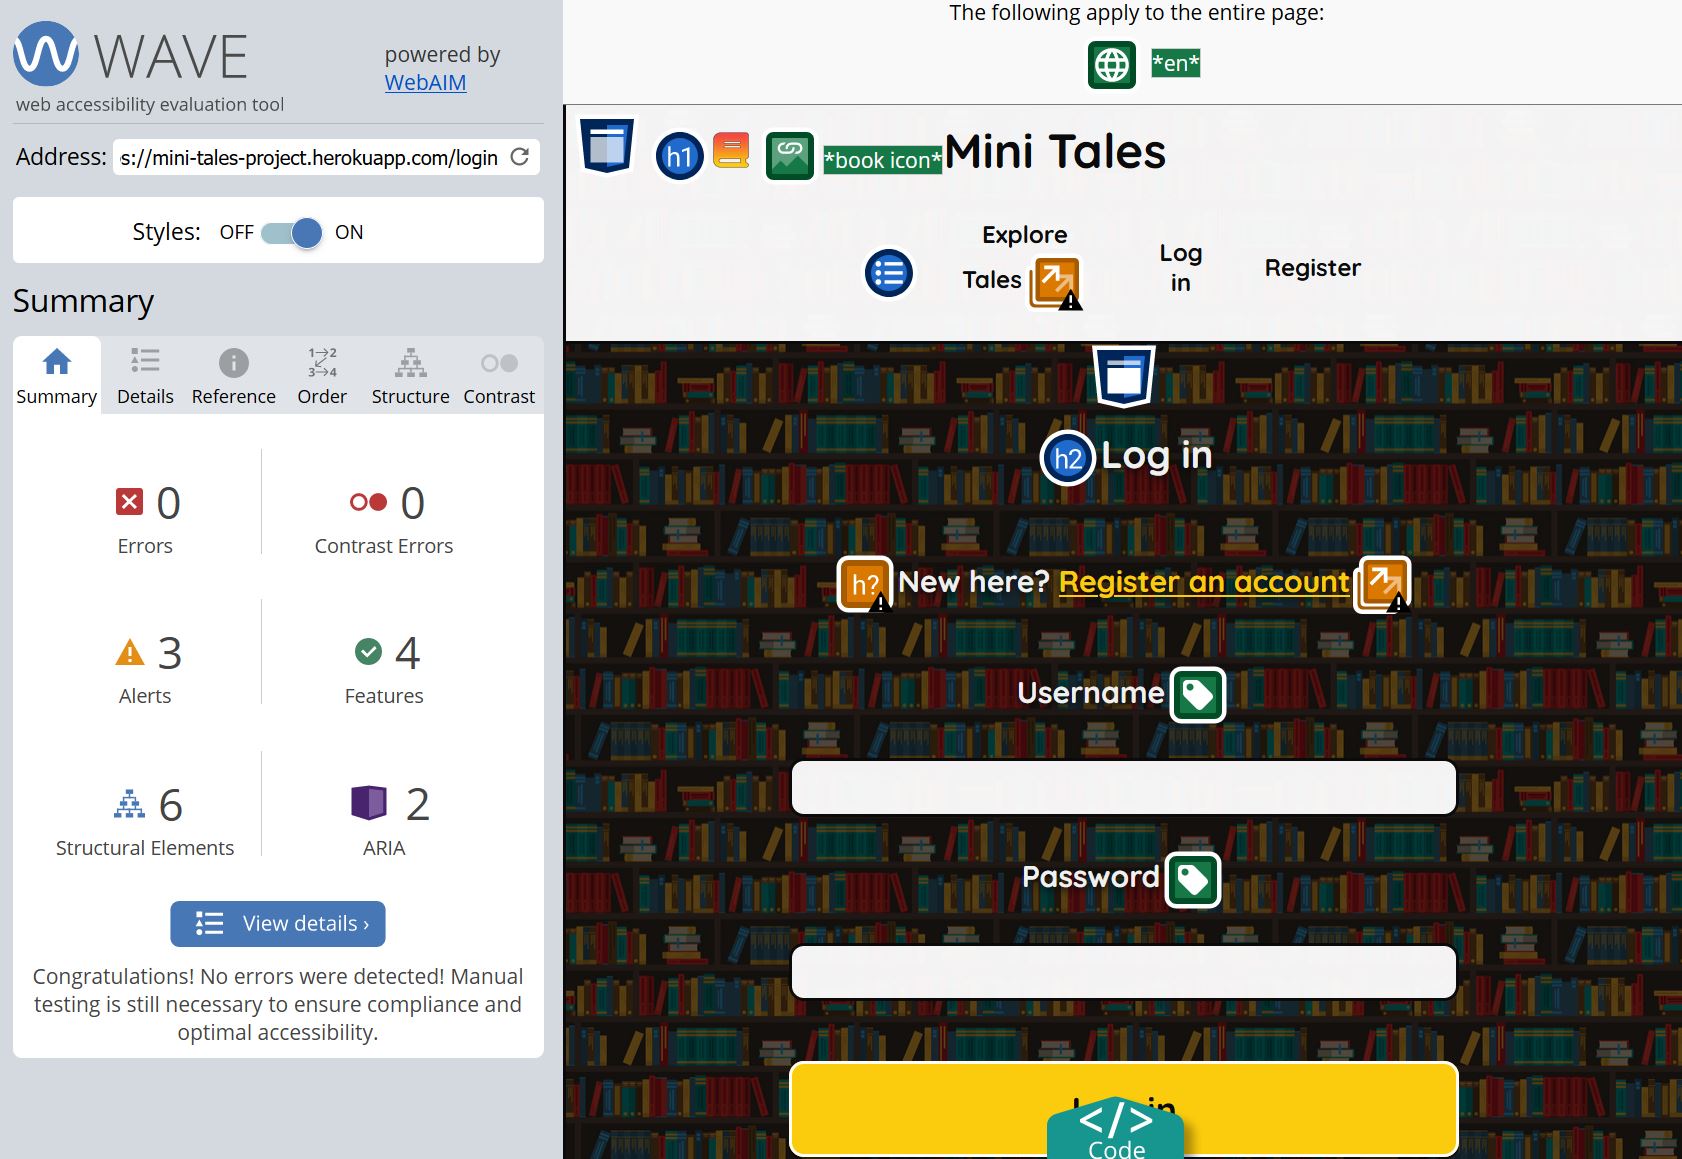 WAVE
powered by
WebAIM
web accessibility evaluation tool
Address: s://mini-tales-project.herokuapp.com/login
Styles: OFF ON
Summary
Summary Details Reference Order Structure Contrast
0 0
Errors Contrast Errors
3 4
Alerts Features
6 2
Structural Elements ARIA
View details ›
Congratulations! No errors were detected! Manual
testing is still necessary to ensure compliance and
optimal accessibility.
The following apply to the entire page:
*en*
h1 *book icon* Mini Tales
Explore
Tales
Log
in
Register
h2 Log in
h? New here? Register an account
Username
Password
</>
Code